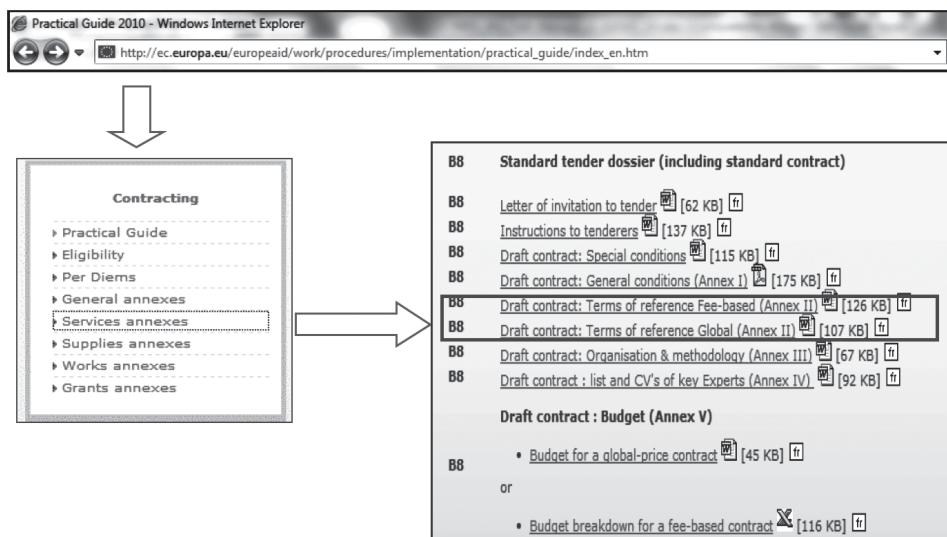 Practical Guide 2010 - Windows Internet Explorer
http://ec.europa.eu/europeaid/work/procedures/implementation/practical_guide/index_en.htm
Contracting
Practical Guide
Eligibility
Per Diems
General annexes
Services annexes
Supplies annexes
Works annexes
Grants annexes
B8 Standard tender dossier (including standard contract)
B8 Letter of invitation to tender [62 KB] fr
B8 Instructions to tenderers [137 KB] fr
B8 Draft contract: Special conditions [115 KB] fr
B8 Draft contract: General conditions (Annex I) [175 KB] fr
B8 Draft contract: Terms of reference Fee-based (Annex II) [126 KB] fr
B8 Draft contract: Terms of reference Global (Annex II) [107 KB] fr
B8 Draft contract: Organisation & methodology (Annex III) [67 KB] fr
B8 Draft contract : list and CV's of key Experts (Annex IV) [92 KB] fr
Draft contract : Budget (Annex V)
• Budget for a global-price contract [45 KB] fr
B8
or
• Budget breakdown for a fee-based contract [116 KB] fr